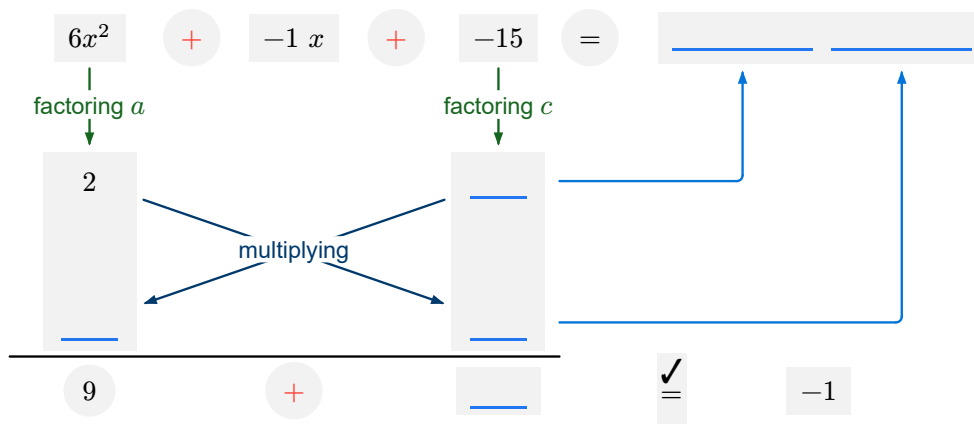 6x² + −1 x + −15 =
factoring a factoring c
2
multiplying
9 + ✓= −1